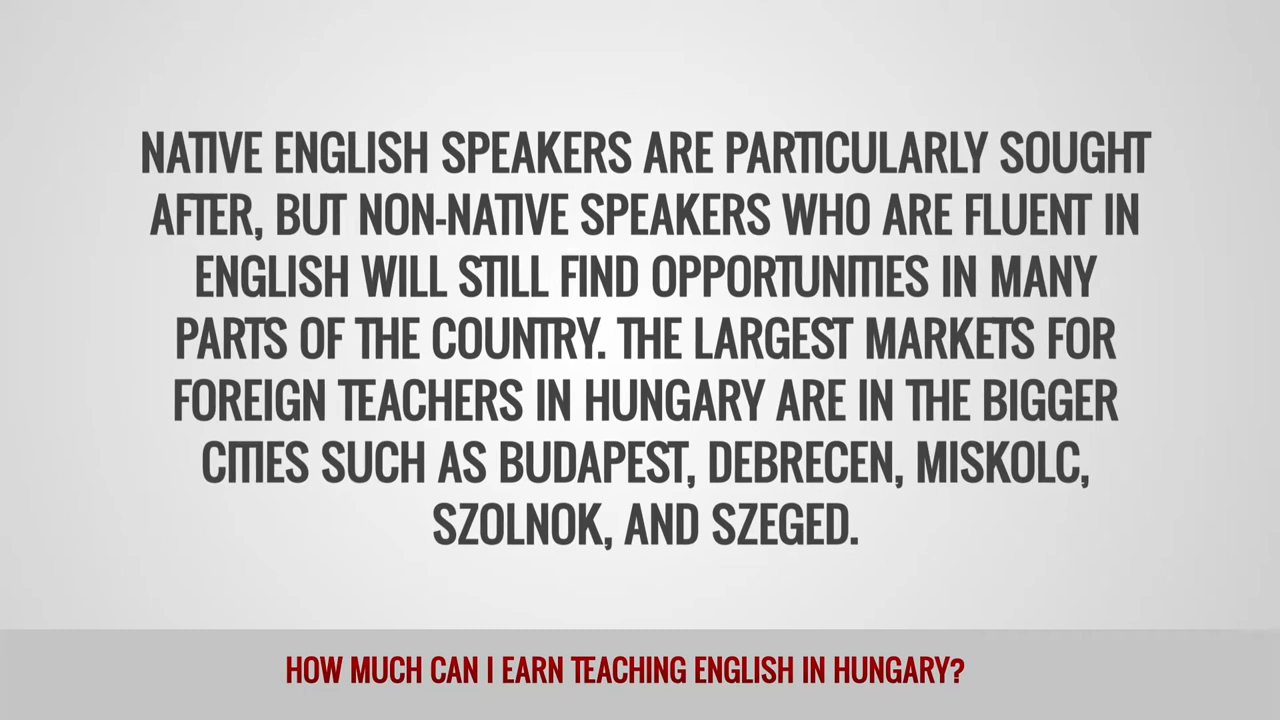 NATIVE ENGLISH SPEAKERS ARE PARTICULARLY SOUGHT
AFTER, BUT NON-NATIVE SPEAKERS WHO ARE FLUENT IN
ENGLISH WILL STILL FIND OPPORTUNITIES IN MANY
PARTS OF THE COUNTRY. THE LARGEST MARKETS FOR
FOREIGN TEACHERS IN HUNGARY ARE IN THE BIGGER
CITIES SUCH AS BUDAPEST, DEBRECEN, MISKOLC,
SZOLNOK, AND SZEGED.
HOW MUCH CAN I EARN TEACHING ENGLISH IN HUNGARY?